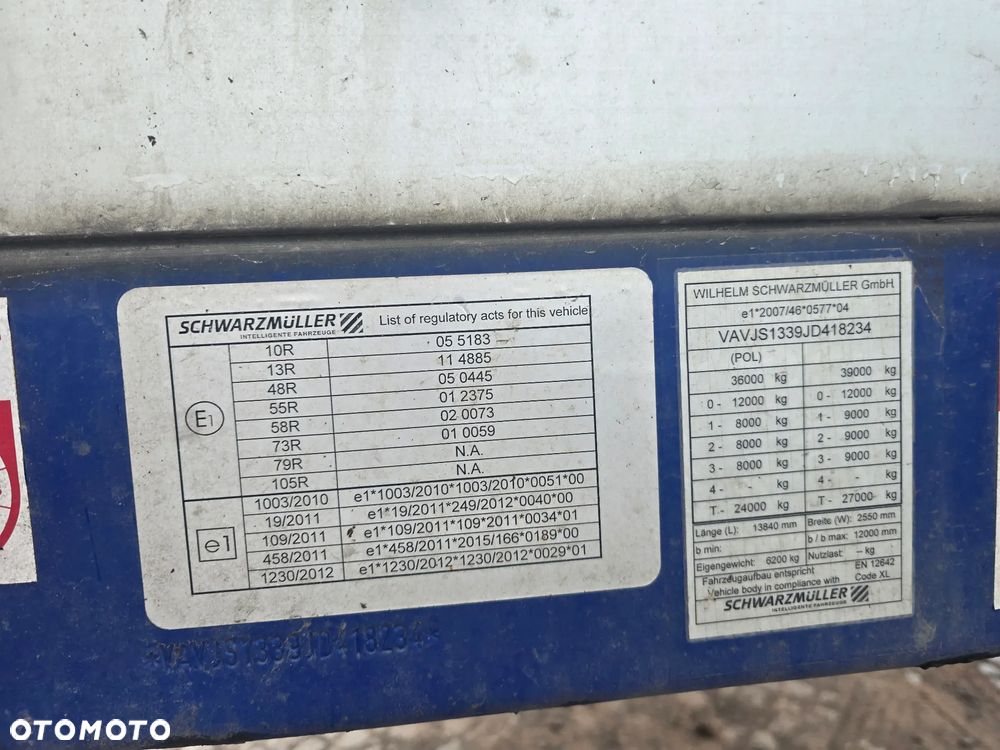 SCHWARZMÜLLER List of regulatory acts for this vehicle
INTELLIGENTE FAHRZEUGE
E1
10R 05 5183
13R 11 4885
48R 05 0445
55R 01 2375
58R 02 0073
73R 01 0059
79R N.A.
105R N.A.
e1
1003/2010 e1*1003/2010*1003/2010*0051*00
19/2011 e1*19/2011*249/2012*0040*00
109/2011 e1*109/2011*109*2011*0034*01
458/2011 e1*458/2011*2015/166*0189*00
1230/2012 e1*1230/2012*1230/2012*0029*01
*VAVJS1339JD418234*
WILHELM SCHWARZMÜLLER GmbH
e1*2007/46*0577*04
VAVJS1339JD418234
(POL)
36000 kg 39000 kg
0 - 12000 kg 0 - 12000 kg
1 - 8000 kg 1 - 9000 kg
2 - 8000 kg 2 - 9000 kg
3 - 8000 kg 3 - 9000 kg
4 - - kg 4 - - kg
T - 24000 kg T - 27000 kg
Länge (L): 13840 mm Breite (W): 2550 mm
b min: b / b max: 12000 mm
Eigengewicht: 6200 kg Nutzlast: -- kg
Fahrzeugaufbau entspricht EN 12642
Vehicle body in compliance with Code XL
SCHWARZMÜLLER
INTELLIGENTE FAHRZEUGE
OTOMOTO